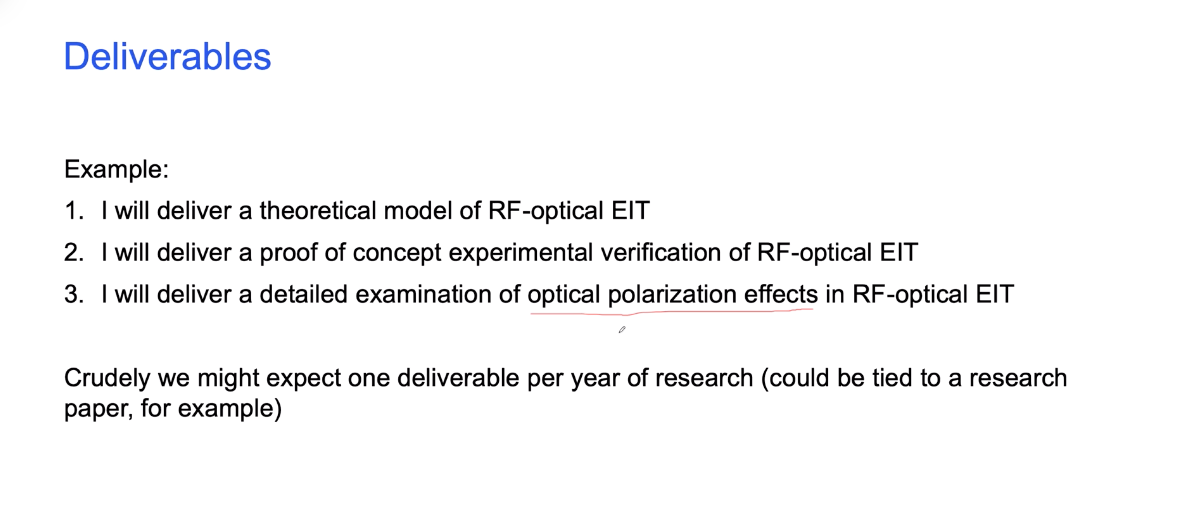 Deliverables
Example:
1. I will deliver a theoretical model of RF-optical EIT
2. I will deliver a proof of concept experimental verification of RF-optical EIT
3. I will deliver a detailed examination of optical polarization effects in RF-optical EIT
Crudely we might expect one deliverable per year of research (could be tied to a research
paper, for example)